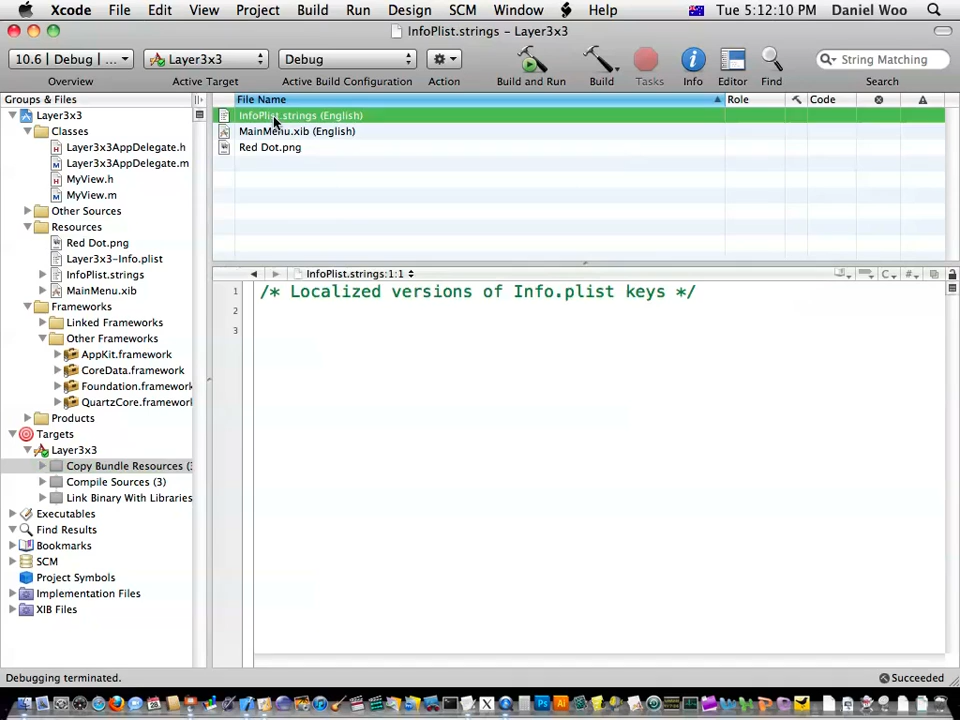 Xcode File Edit View Project Build Run Design SCM Window Help Tue 5:12:10 PM Daniel Woo
InfoPlist.strings – Layer3x3
10.6 | Debug | ... Layer3x3 Debug String Matching
Overview Active Target Active Build Configuration Action Build and Run Build Tasks Info Editor Find Search
Groups & Files
File Name Role Code
Layer3x3
Classes
Layer3x3AppDelegate.h
Layer3x3AppDelegate.m
MyView.h
MyView.m
Other Sources
Resources
Red Dot.png
Layer3x3-Info.plist
InfoPlist.strings
MainMenu.xib
Frameworks
Linked Frameworks
Other Frameworks
AppKit.framework
CoreData.framework
Foundation.framework
QuartzCore.framework
Products
Targets
Layer3x3
Copy Bundle Resources (3
Compile Sources (3)
Link Binary With Libraries
Executables
Find Results
Bookmarks
SCM
Project Symbols
Implementation Files
XIB Files
InfoPlist.strings (English)
MainMenu.xib (English)
Red Dot.png
InfoPlist.strings:1:1 C #
1 /* Localized versions of Info.plist keys */
2
3
Debugging terminated. Succeeded